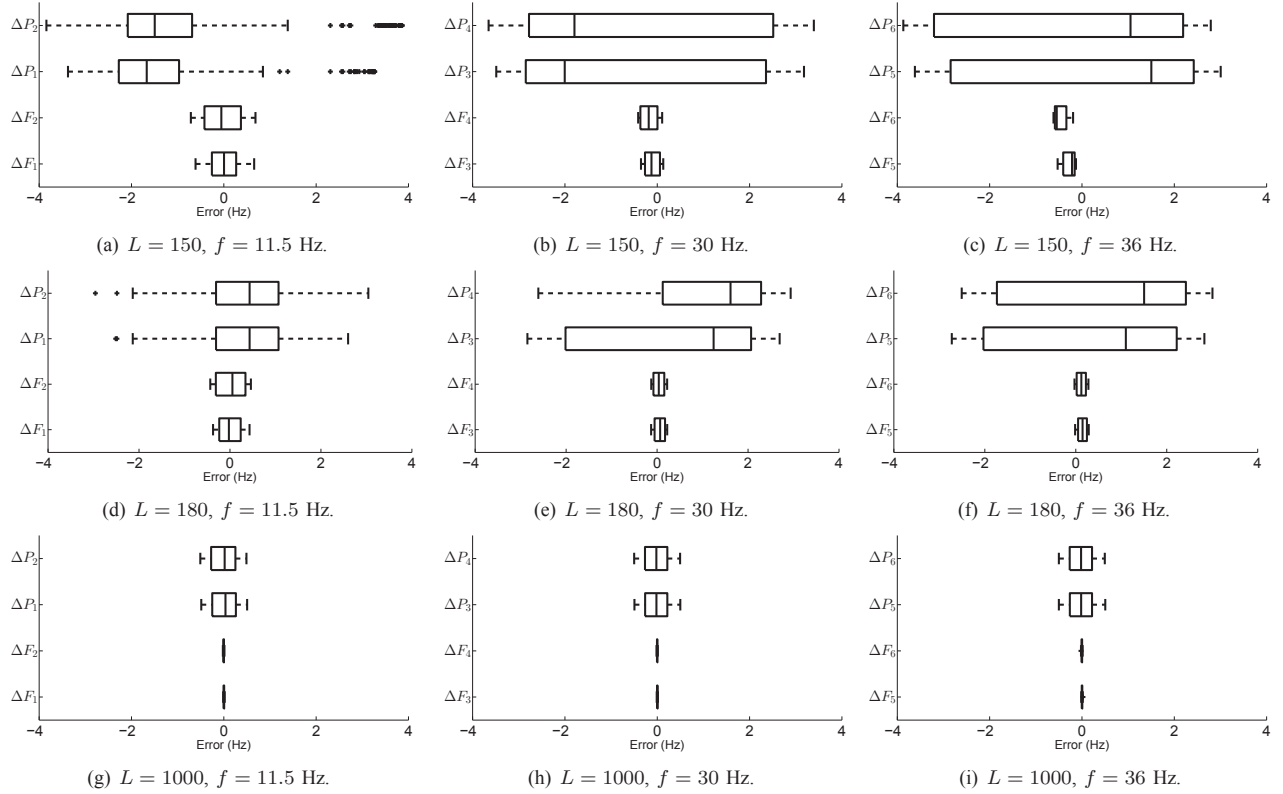 ΔP₂
ΔP₁
ΔF₂
ΔF₁
−4 −2 0 2 4
Error (Hz)
(a) L = 150, f = 11.5 Hz.
ΔP₄
ΔP₃
ΔF₄
ΔF₃
−4 −2 0 2 4
Error (Hz)
(b) L = 150, f = 30 Hz.
ΔP₆
ΔP₅
ΔF₆
ΔF₅
−4 −2 0 2 4
Error (Hz)
(c) L = 150, f = 36 Hz.
ΔP₂
ΔP₁
ΔF₂
ΔF₁
−4 −2 0 2 4
Error (Hz)
(d) L = 180, f = 11.5 Hz.
ΔP₄
ΔP₃
ΔF₄
ΔF₃
−4 −2 0 2 4
Error (Hz)
(e) L = 180, f = 30 Hz.
ΔP₆
ΔP₅
ΔF₆
ΔF₅
−4 −2 0 2 4
Error (Hz)
(f) L = 180, f = 36 Hz.
ΔP₂
ΔP₁
ΔF₂
ΔF₁
−4 −2 0 2 4
Error (Hz)
(g) L = 1000, f = 11.5 Hz.
ΔP₄
ΔP₃
ΔF₄
ΔF₃
−4 −2 0 2 4
Error (Hz)
(h) L = 1000, f = 30 Hz.
ΔP₆
ΔP₅
ΔF₆
ΔF₅
−4 −2 0 2 4
Error (Hz)
(i) L = 1000, f = 36 Hz.